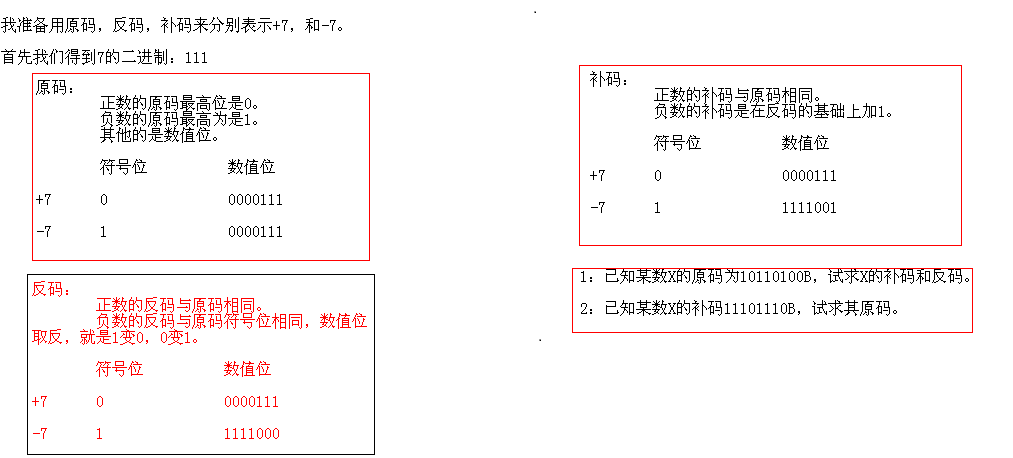 我准备用原码，反码，补码来分别表示+7，和-7。
首先我们得到7的二进制：111
原码：
正数的原码最高位是0。
负数的原码最高为是1。
其他的是数值位。
符号位 数值位
+7 0 0000111
-7 1 0000111
反码：
正数的反码与原码相同。
负数的反码与原码符号位相同，数值位
取反，就是1变0，0变1。
符号位 数值位
+7 0 0000111
-7 1 1111000
补码：
正数的补码与原码相同。
负数的补码是在反码的基础上加1。
符号位 数值位
+7 0 0000111
-7 1 1111001
1：已知某数X的原码为10110100B，试求X的补码和反码。
2：已知某数X的补码11101110B，试求其原码。